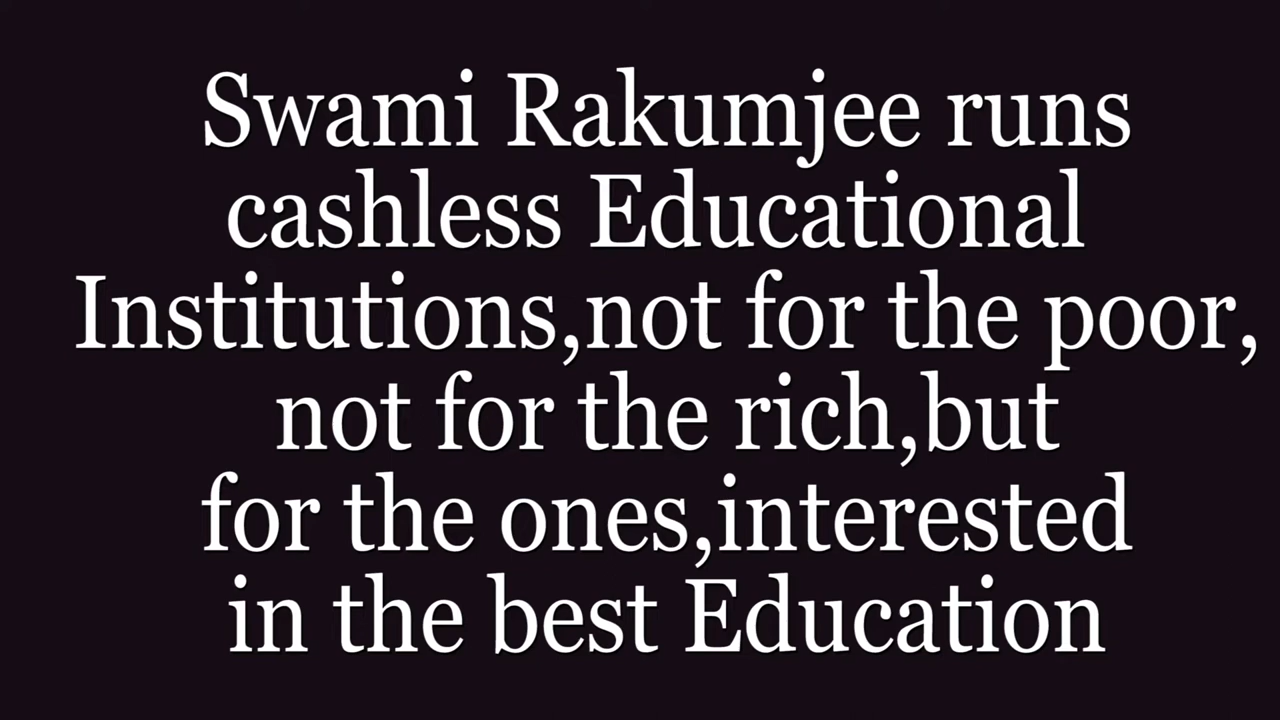 Swami Rakumjee runs
cashless Educational
Institutions,not for the poor,
not for the rich,but
for the ones,interested
in the best Education